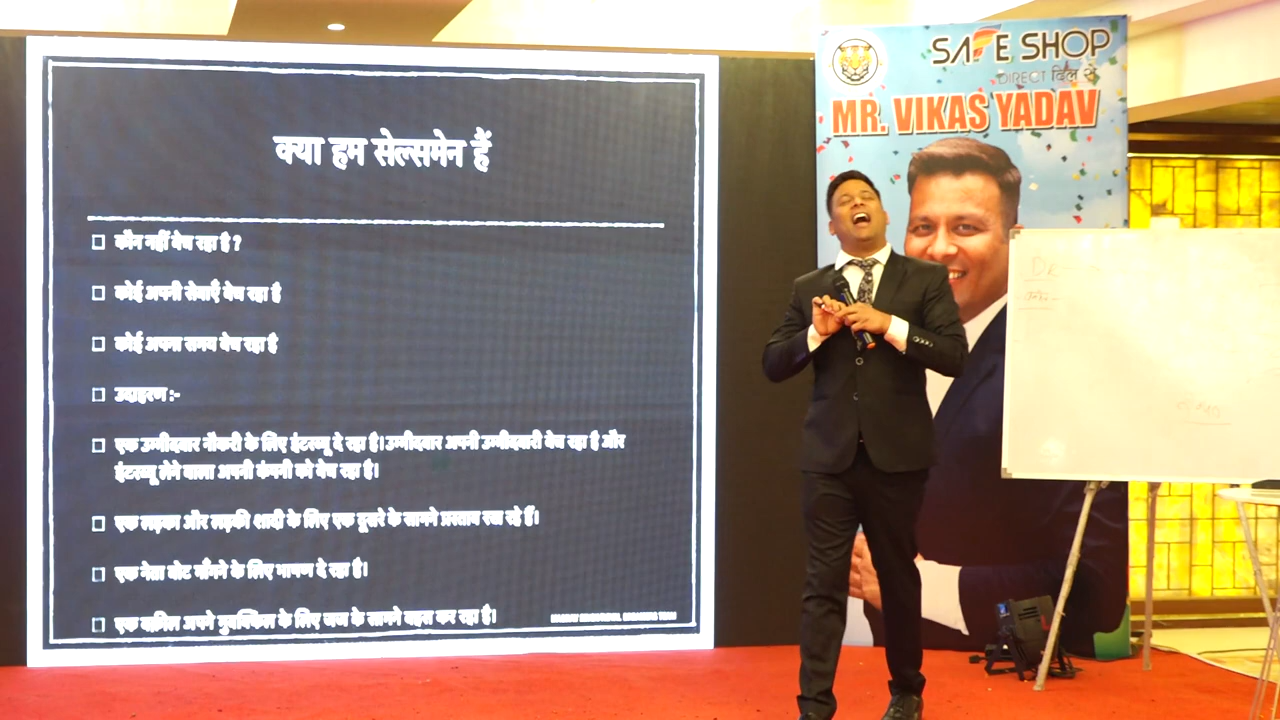 क्या हम सेल्समेन हैं
कौन नहीं बेच रहा है ?
कोई अपनी सेवाएँ बेच रहा है
कोई अपना समय बेच रहा है
उदाहरण :-
एक उम्मीदवार नौकरी के लिए इंटरव्यू दे रहा है। उम्मीदवार अपनी उम्मीदवारी बेच रहा है और
इंटरव्यू लेने वाला अपनी कंपनी को बेच रहा है।
एक लड़का और लड़की शादी के लिए एक दूसरे के सामने प्रस्ताव रख रहे हैं।
एक नेता वोट माँगने के लिए भाषण दे रहा है।
एक वकील अपने मुवक्किल के लिए जज के सामने बहस कर रहा है।
SAFE SHOP
DIRECT दिल से
MR. VIKAS YADAV